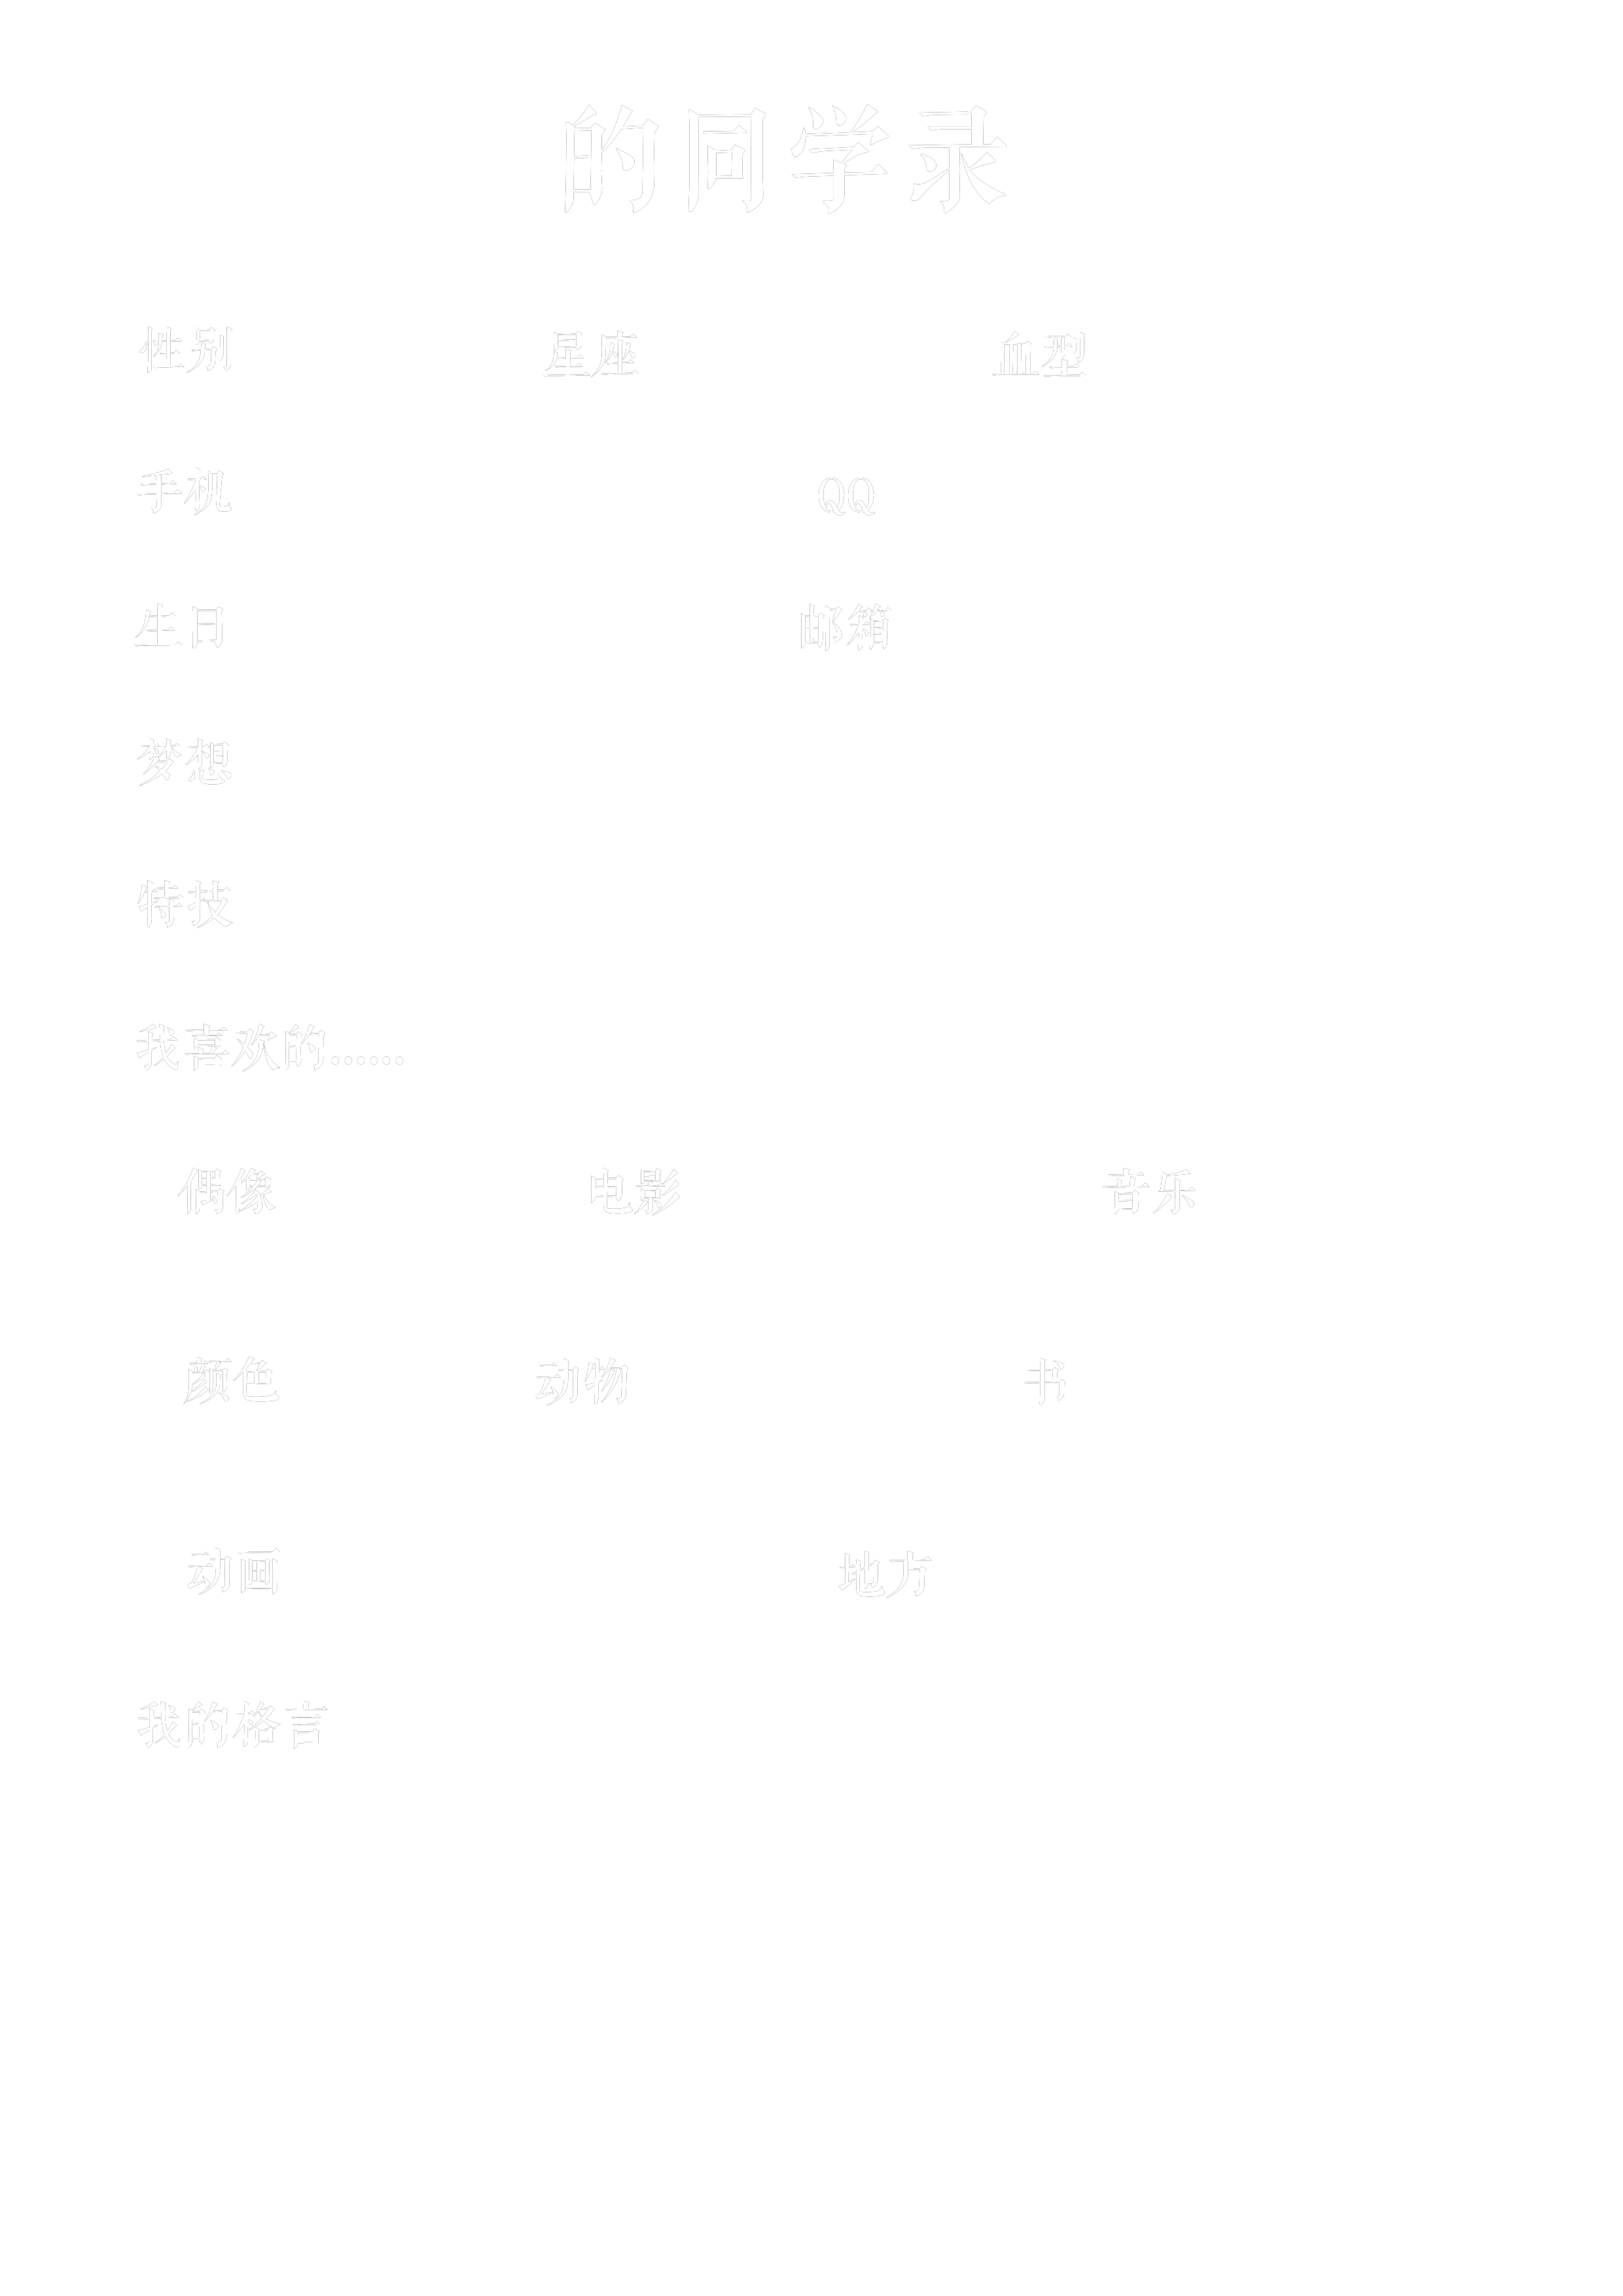 的同学录
性别 星座 血型
手机 QQ
生日 邮箱
梦想
特技
我喜欢的......
偶像 电影 音乐
颜色 动物 书
动画 地方
我的格言